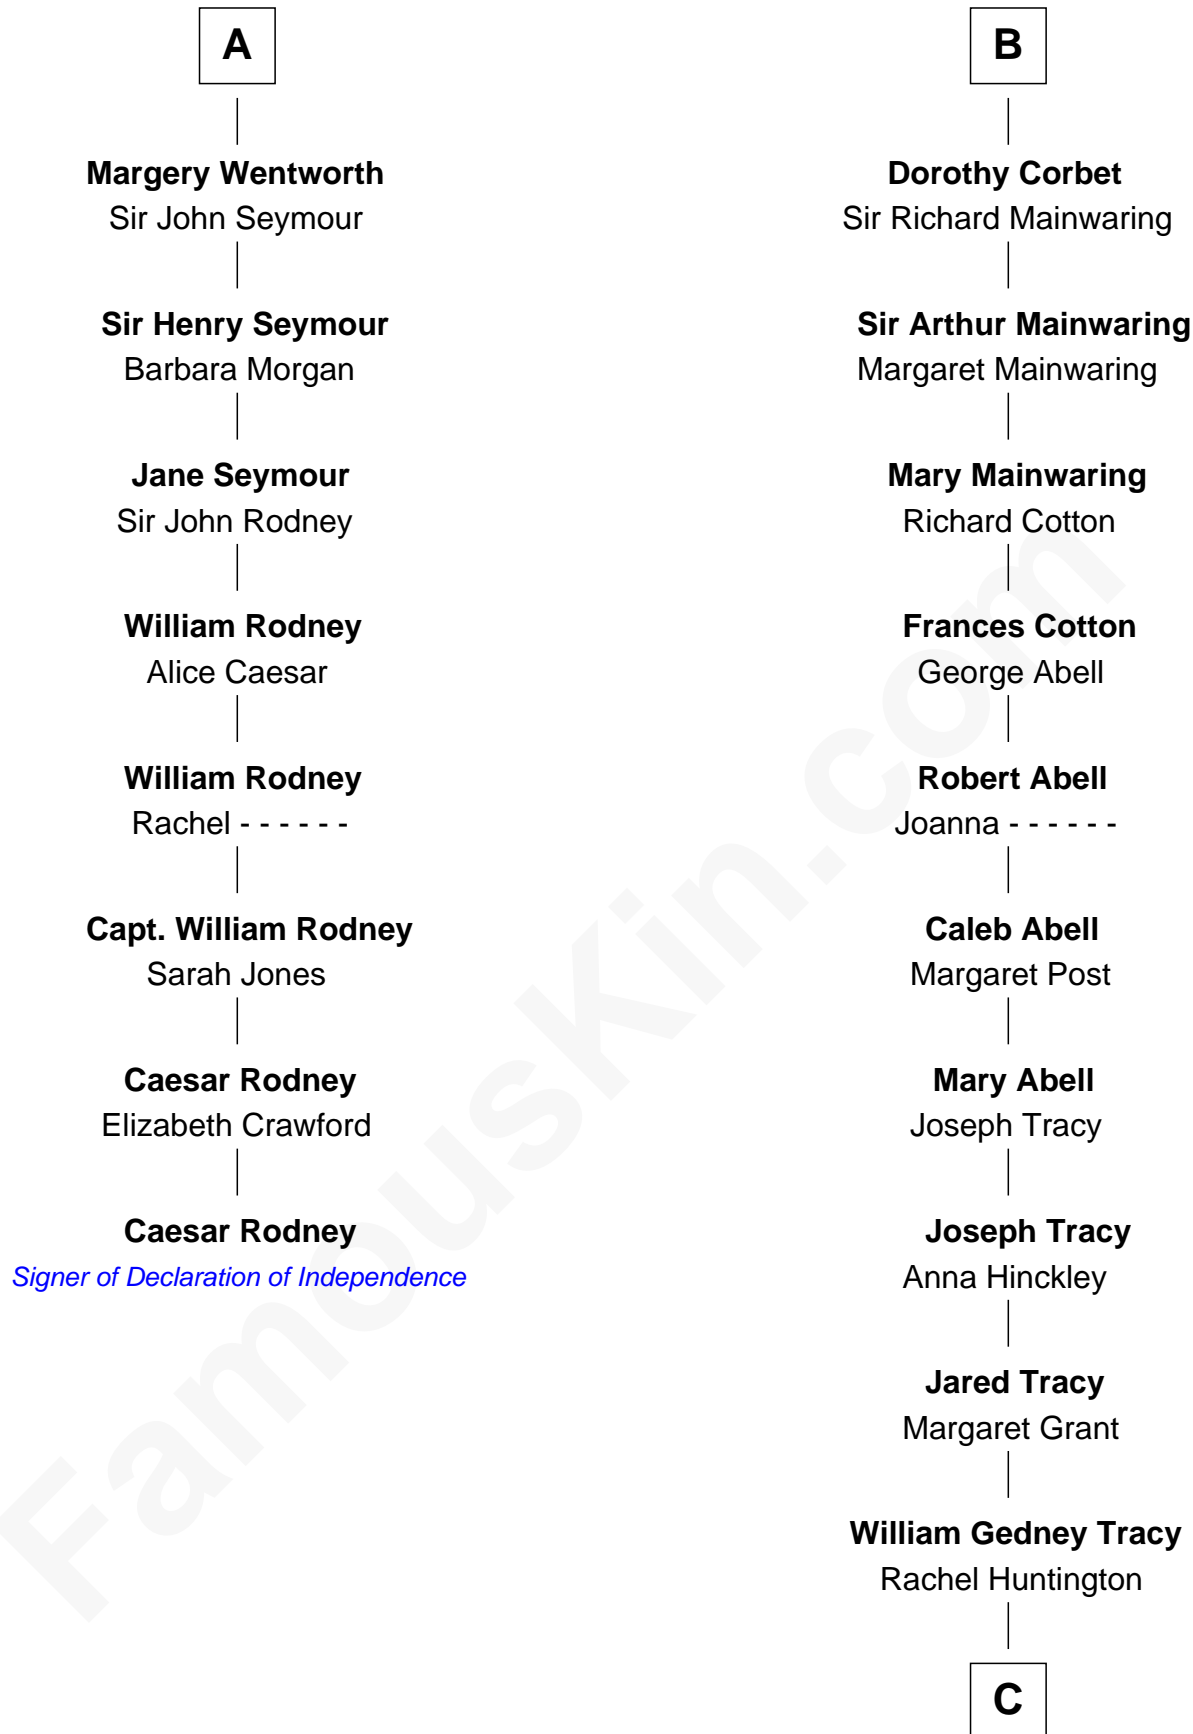 A
Margery Wentworth
Sir John Seymour
Sir Henry Seymour
Barbara Morgan
Jane Seymour
Sir John Rodney
William Rodney
Alice Caesar
William Rodney
Rachel - - - - - -
Capt. William Rodney
Sarah Jones
Caesar Rodney
Elizabeth Crawford
Caesar Rodney
Signer of Declaration of Independence
B
Dorothy Corbet
Sir Richard Mainwaring
Sir Arthur Mainwaring
Margaret Mainwaring
Mary Mainwaring
Richard Cotton
Frances Cotton
George Abell
Robert Abell
Joanna - - - - - -
Caleb Abell
Margaret Post
Mary Abell
Joseph Tracy
Joseph Tracy
Anna Hinckley
Jared Tracy
Margaret Grant
William Gedney Tracy
Rachel Huntington
C
FamousKin.com